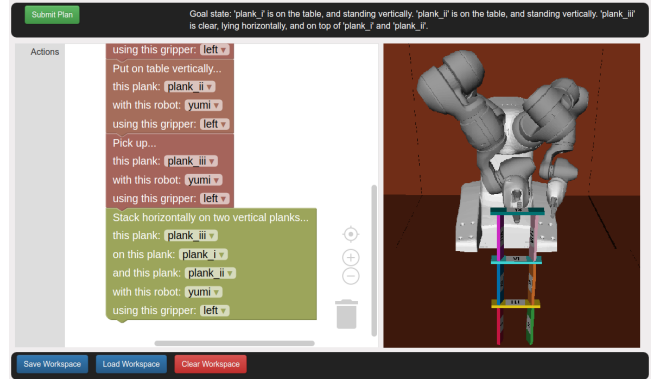 Submit Plan
Goal state: 'plank_i' is on the table, and standing vertically. 'plank_ii' is on the table, and standing vertically. 'plank_iii'
is clear, lying horizontally, and on top of 'plank_i' and 'plank_ii'.
Actions
using this gripper: left
Put on table vertically...
this plank: plank_ii
with this robot: yumi
using this gripper: left
Pick up...
this plank: plank_iii
with this robot: yumi
using this gripper: left
Stack horizontally on two vertical planks...
this plank: plank_iii
on this plank: plank_i
and this plank: plank_ii
with this robot: yumi
using this gripper: left
Save Workspace
Load Workspace
Clear Workspace